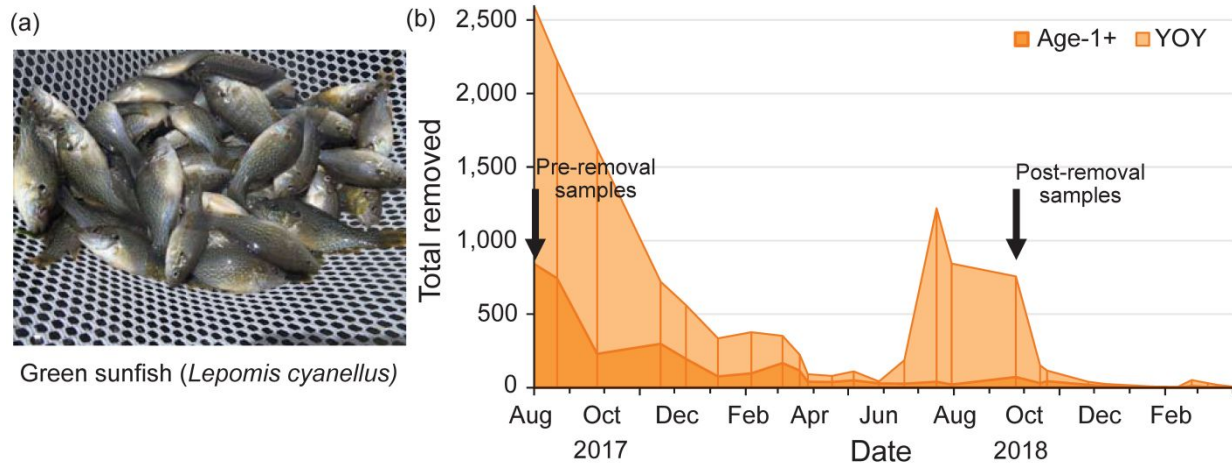 (a)
Green sunfish (Lepomis cyanellus)
(b)
Age-1+ YOY
Total removed
2,500
2,000
1,500
1,000
500
0
Pre-removal
samples
Post-removal
samples
Aug Oct Dec Feb Apr Jun Aug Oct Dec Feb
2017 Date 2018